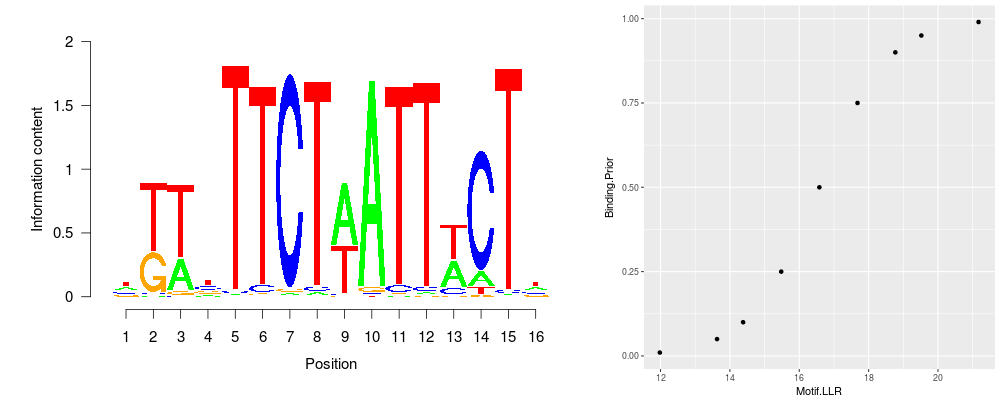 2
1.5
1
0.5
0
Information content
G T A T T T T C T T A A T T A T A C T
1 2 3 4 5 6 7 8 9 10 11 12 13 14 15 16
Position
1.00
0.75
0.50
0.25
0.00
Binding.Prior
12 14 16 18 20
Motif.LLR